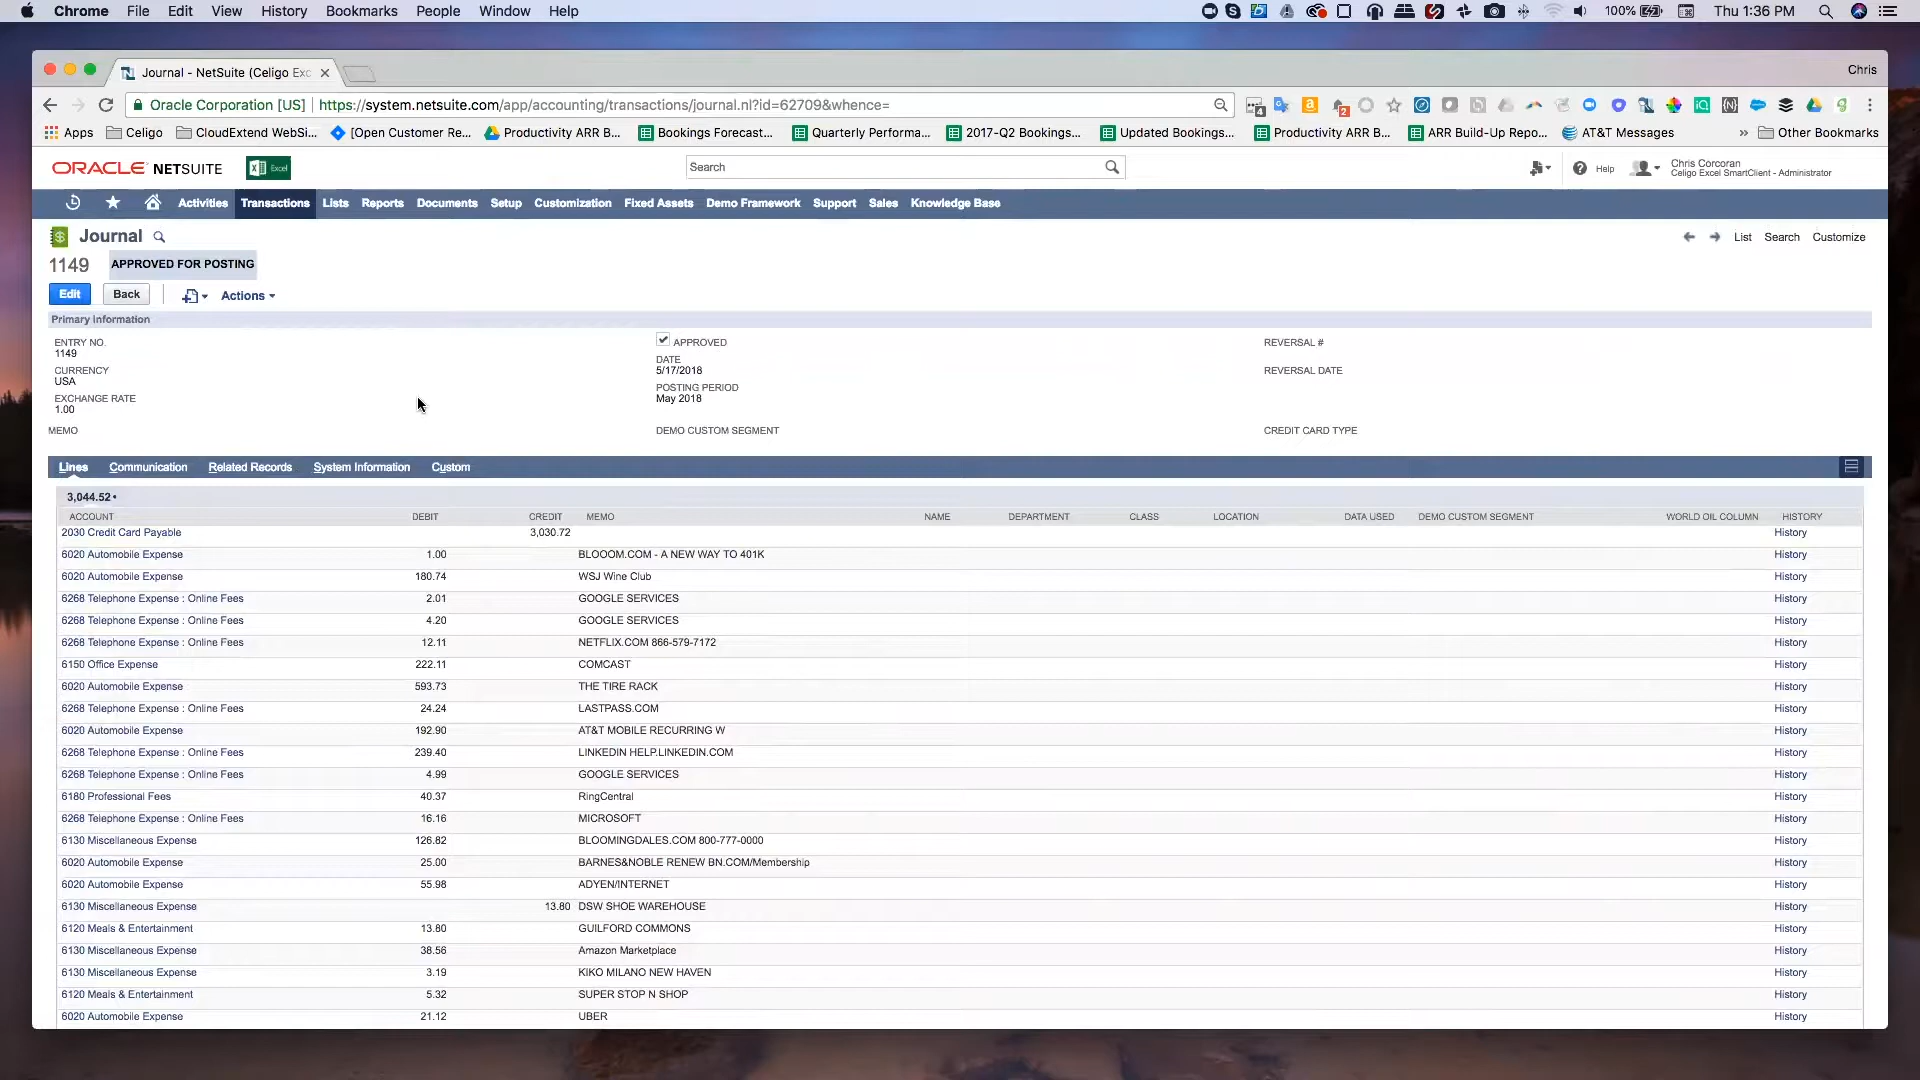 Chrome File Edit View History Bookmarks People Window Help 100% Thu 1:36 PM
Journal - NetSuite (Celigo Exc Chris
Oracle Corporation [US] https://system.netsuite.com/app/accounting/transactions/journal.nl?id=62709&whence=
Apps Celigo CloudExtend WebSi... [Open Customer Re... Productivity ARR B... Bookings Forecast... Quarterly Performa... 2017-Q2 Bookings... Updated Bookings... Productivity ARR B... ARR Build-Up Repo... AT&T Messages » Other Bookmarks
ORACLE NETSUITE Excel Search Help Chris Corcoran
Celigo Excel SmartClient - Administrator
Activities Transactions Lists Reports Documents Setup Customization Fixed Assets Demo Framework Support Sales Knowledge Base
Journal List Search Customize
1149 APPROVED FOR POSTING
Edit Back Actions
Primary Information
ENTRY NO. APPROVED REVERSAL #
1149
DATE
CURRENCY 5/17/2018 REVERSAL DATE
USA
POSTING PERIOD
EXCHANGE RATE May 2018
1.00
MEMO DEMO CUSTOM SEGMENT CREDIT CARD TYPE
Lines Communication Related Records System Information Custom
3,044.52 •
ACCOUNT DEBIT CREDIT MEMO NAME DEPARTMENT CLASS LOCATION DATA USED DEMO CUSTOM SEGMENT WORLD OIL COLUMN HISTORY
2030 Credit Card Payable 3,030.72 History
6020 Automobile Expense 1.00 BLOOOM.COM - A NEW WAY TO 401K History
6020 Automobile Expense 180.74 WSJ Wine Club History
6268 Telephone Expense : Online Fees 2.01 GOOGLE SERVICES History
6268 Telephone Expense : Online Fees 4.20 GOOGLE SERVICES History
6268 Telephone Expense : Online Fees 12.11 NETFLIX.COM 866-579-7172 History
6150 Office Expense 222.11 COMCAST History
6020 Automobile Expense 593.73 THE TIRE RACK History
6268 Telephone Expense : Online Fees 24.24 LASTPASS.COM History
6020 Automobile Expense 192.90 AT&T MOBILE RECURRING W History
6268 Telephone Expense : Online Fees 239.40 LINKEDIN HELP.LINKEDIN.COM History
6268 Telephone Expense : Online Fees 4.99 GOOGLE SERVICES History
6180 Professional Fees 40.37 RingCentral History
6268 Telephone Expense : Online Fees 16.16 MICROSOFT History
6130 Miscellaneous Expense 126.82 BLOOMINGDALES.COM 800-777-0000 History
6020 Automobile Expense 25.00 BARNES&NOBLE RENEW BN.COM/Membership History
6020 Automobile Expense 55.98 ADYEN/INTERNET History
6130 Miscellaneous Expense 13.80 DSW SHOE WAREHOUSE History
6120 Meals & Entertainment 13.80 GUILFORD COMMONS History
6130 Miscellaneous Expense 38.56 Amazon Marketplace History
6130 Miscellaneous Expense 3.19 KIKO MILANO NEW HAVEN History
6120 Meals & Entertainment 5.32 SUPER STOP N SHOP History
6020 Automobile Expense 21.12 UBER History